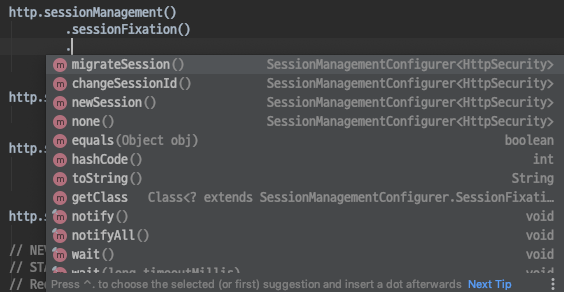 http.sessionManagement()
.sessionFixation()
.
m migrateSession() SessionManagementConfigurer<HttpSecurity>
m changeSessionId() SessionManagementConfigurer<HttpSecurity>
http.s
m newSession() SessionManagementConfigurer<HttpSecurity>
m none() SessionManagementConfigurer<HttpSecurity>
m equals(Object obj) boolean
http.s
m hashCode() int
m toString() String
m getClass Class<? extends SessionManagementConfigurer.SessionFixati…
http.s
m notify() void
m notifyAll() void
// NE
m wait() void
// STA
m wait(long timeoutMillis) void
// Re
Press ^. to choose the selected (or first) suggestion and insert a dot afterwards Next Tip